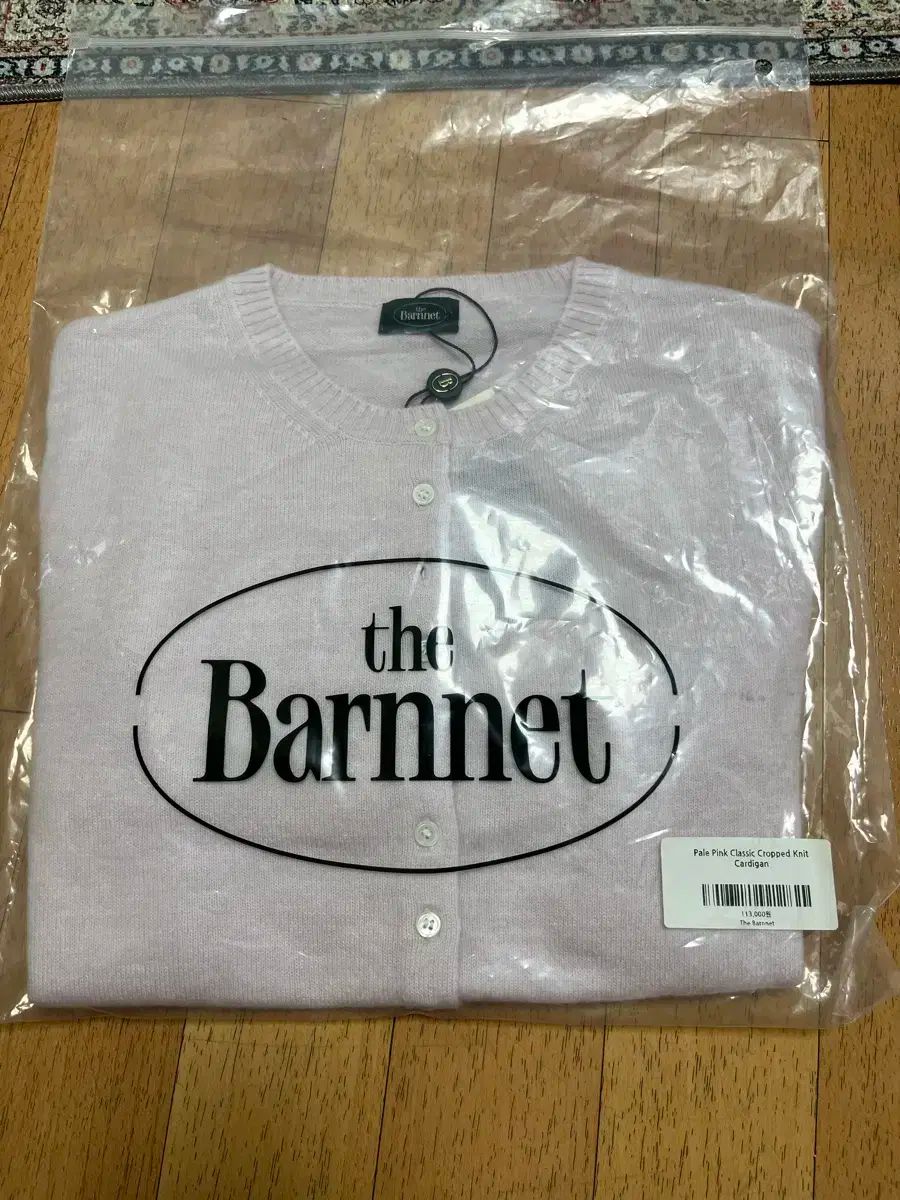 the
Barnnet
B
the
Barnnet
Pale Pink Classic Cropped Knit
Cardigan
113,000원
The Barnnet